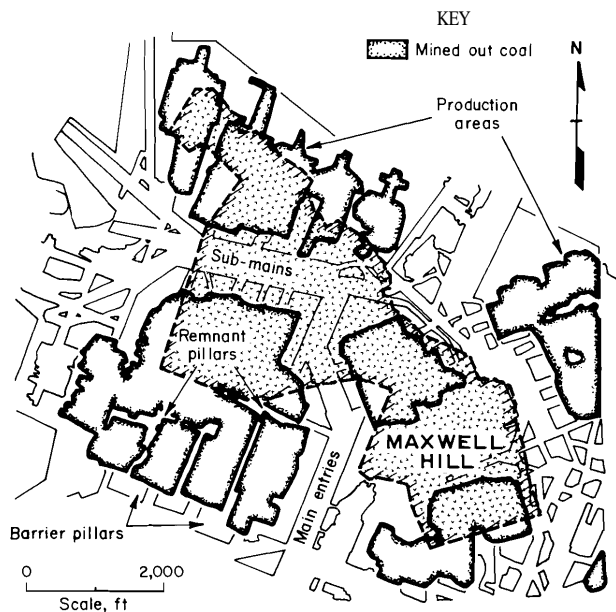 KEY
Mined out coal
N
Production
areas
Sub-mains
Remnant
pillars
MAXWELL
HILL
Main entries
Barrier pillars
0 2,000
Scale, ft